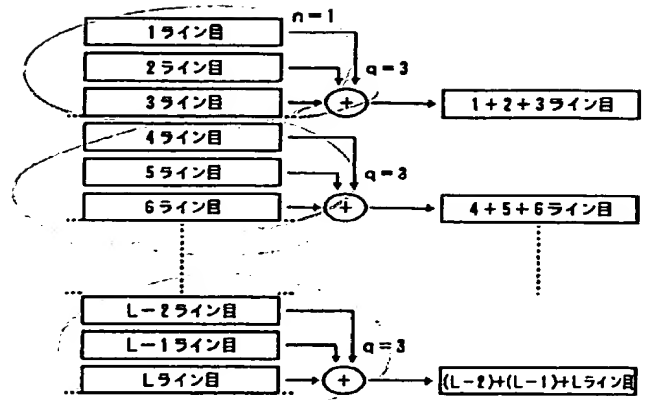 n=1
1ライン目
2ライン目
q=3
3ライン目
+
1+2+3ライン目
4ライン目
5ライン目
q=3
6ライン目
+
4+5+6ライン目
L-2ライン目
L-1ライン目
q=3
Lライン目
+
(L-2)+(L-1)+Lライン目